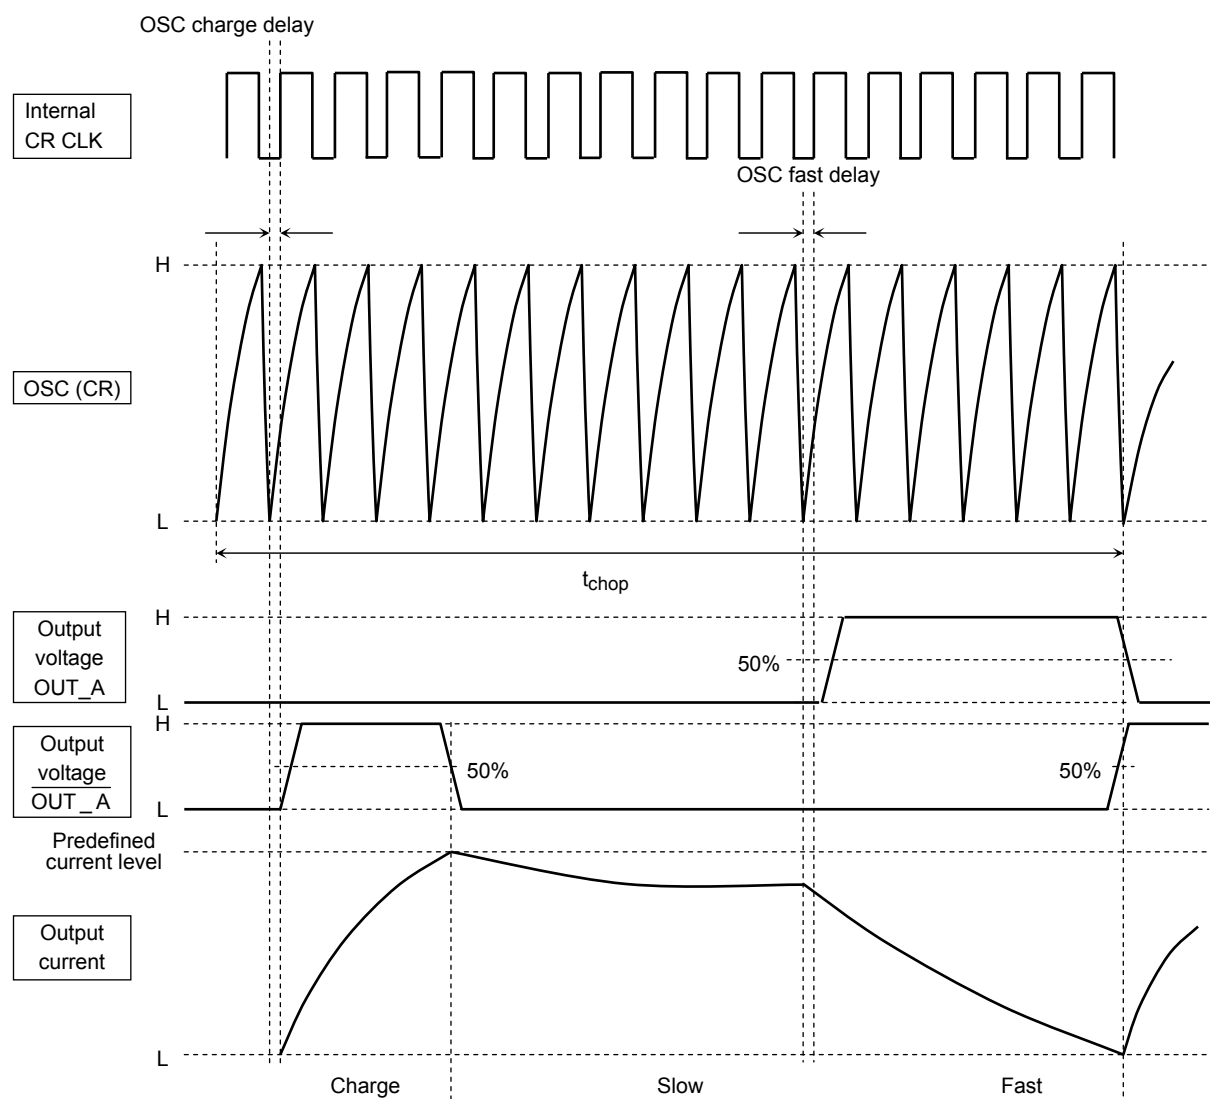 OSC charge delay
Internal
CR CLK
OSC fast delay
H
OSC (CR)
L
tchop
H
Output
voltage
OUT_A
50%
L
H
Output
voltage
OUT_A
50%
50%
L
Predefined
current level
Output
current
L
Charge
Slow
Fast